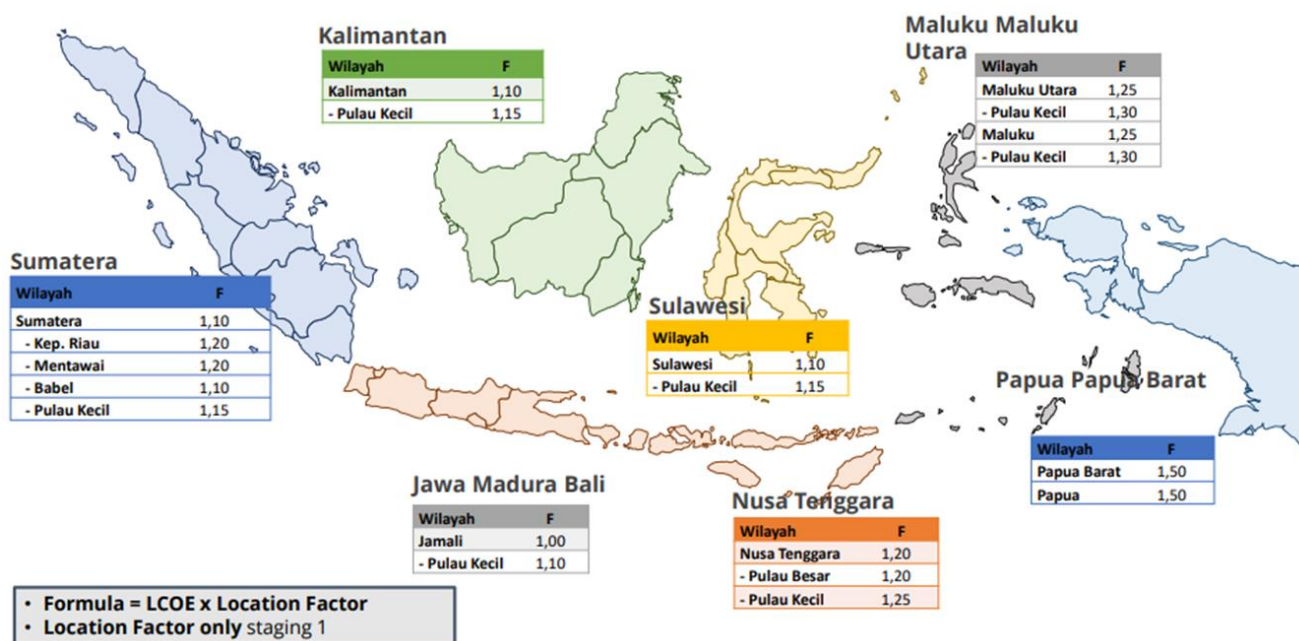 Kalimantan
Wilayah F
Kalimantan 1,10
- Pulau Kecil 1,15
Maluku Maluku
Utara
Wilayah F
Maluku Utara 1,25
- Pulau Kecil 1,30
Maluku 1,25
- Pulau Kecil 1,30
Sumatera
Wilayah F
Sumatera 1,10
- Kep. Riau 1,20
- Mentawai 1,20
- Babel 1,10
- Pulau Kecil 1,15
Sulawesi
Wilayah F
Sulawesi 1,10
- Pulau Kecil 1,15
Papua Papua Barat
Wilayah F
Papua Barat 1,50
Papua 1,50
Jawa Madura Bali
Wilayah F
Jamali 1,00
- Pulau Kecil 1,10
Nusa Tenggara
Wilayah F
Nusa Tenggara 1,20
- Pulau Besar 1,20
- Pulau Kecil 1,25
• Formula = LCOE x Location Factor
• Location Factor only staging 1